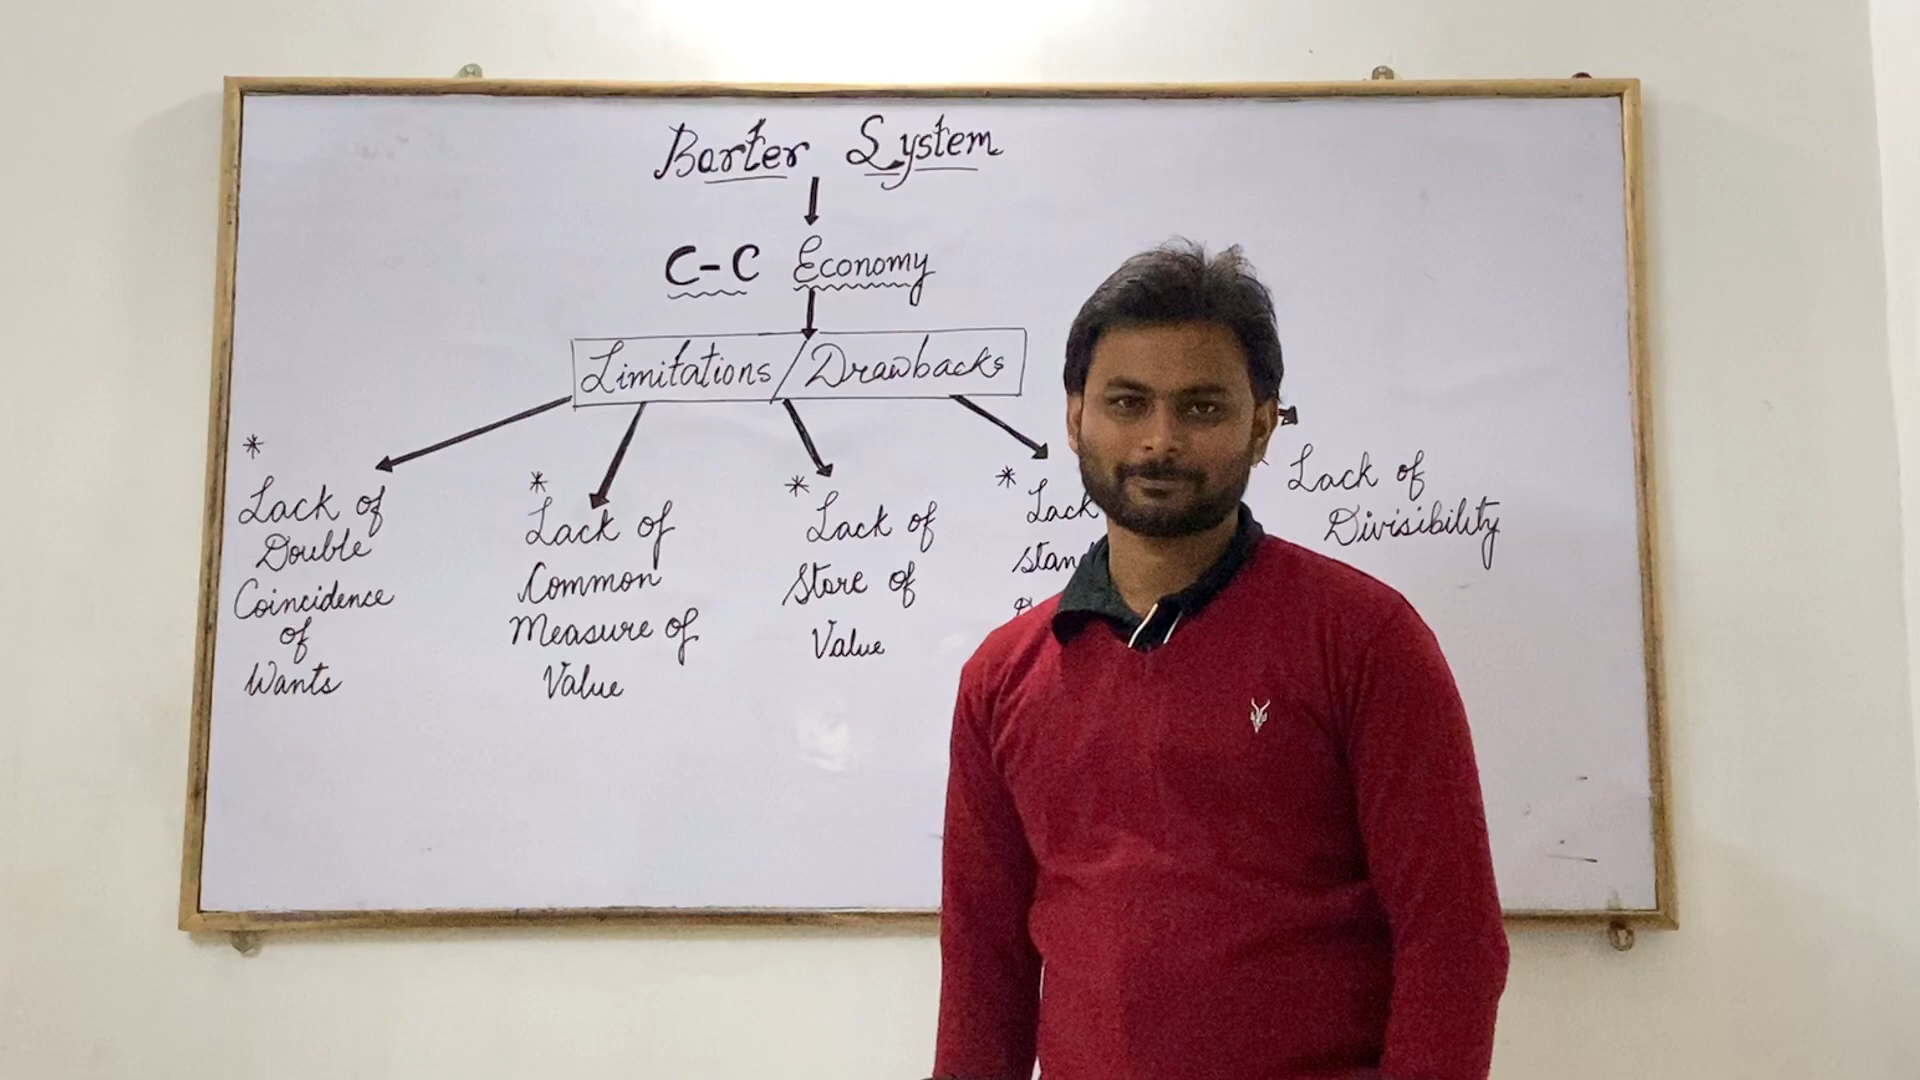 Barter System
C-C Economy
Limitations / Drawbacks
* Lack of
Double
Coincidence
of
Wants
* Lack of
Common
Measure of
Value
* Lack of
Store of
Value
* Lack
stan
Lack of
Divisibility